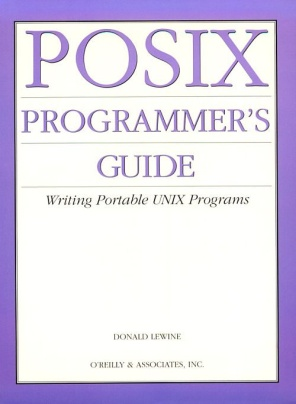 POSIX
PROGRAMMER'S
GUIDE
Writing Portable UNIX Programs
DONALD LEWINE
O'REILLY & ASSOCIATES, INC.